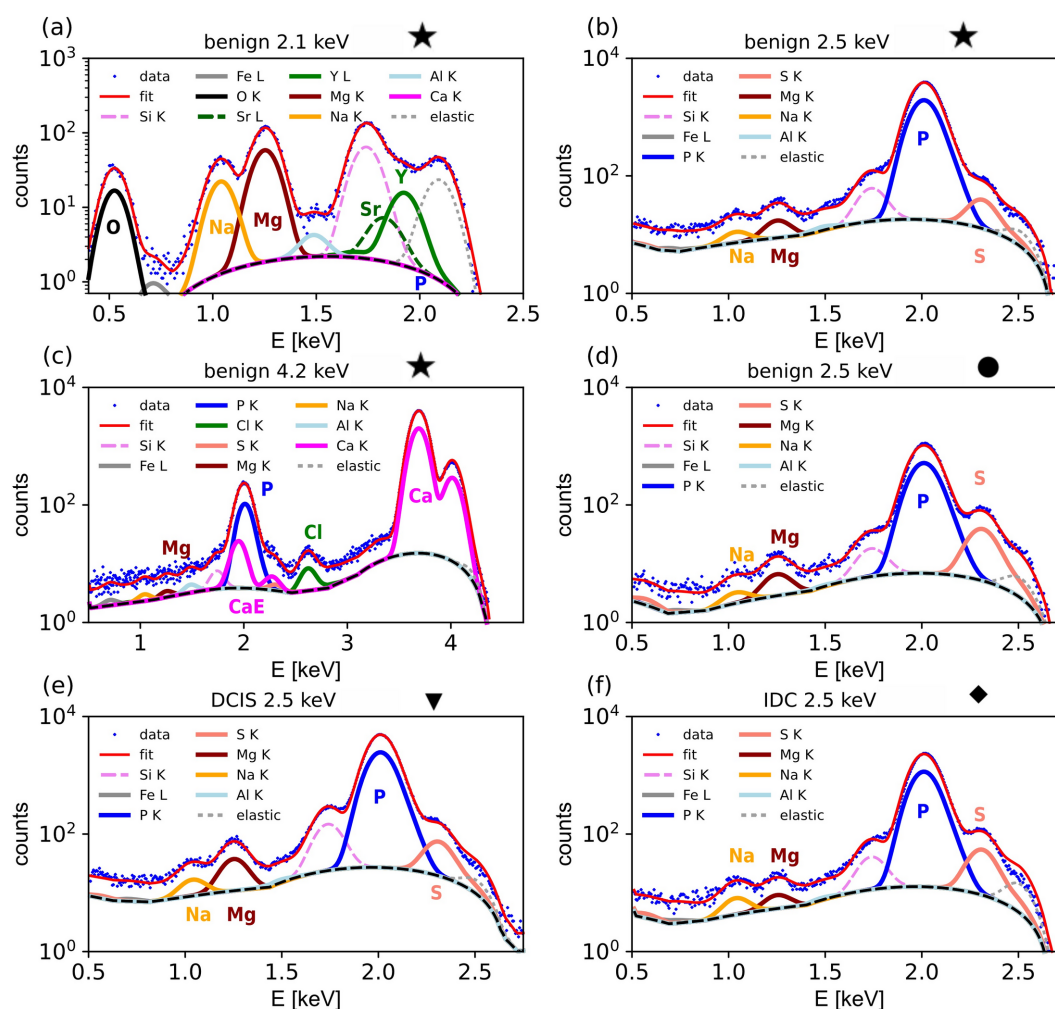 (a)
benign 2.1 keV
data
fit
Si K
Fe L
O K
Sr L
Y L
Mg K
Na K
Al K
Ca K
elastic
O
Na
Mg
Sr
Y
P
counts
10³
10²
10¹
10⁰
0.5 1.0 1.5 2.0 2.5
E [keV]
(b)
benign 2.5 keV
data
fit
Si K
Fe L
P K
S K
Mg K
Na K
Al K
elastic
P
Na
Mg
S
counts
10⁴
10²
10⁰
0.5 1.0 1.5 2.0 2.5
E [keV]
(c)
benign 4.2 keV
data
fit
Si K
Fe L
P K
Cl K
S K
Mg K
Na K
Al K
Ca K
elastic
P
Mg
Cl
Ca
CaE
counts
10⁴
10²
10⁰
1 2 3 4
E [keV]
(d)
benign 2.5 keV
data
fit
Si K
Fe L
P K
S K
Mg K
Na K
Al K
elastic
S
P
Na
Mg
counts
10⁴
10²
10⁰
0.5 1.0 1.5 2.0 2.5
E [keV]
(e)
DCIS 2.5 keV
data
fit
Si K
Fe L
P K
S K
Mg K
Na K
Al K
elastic
P
Na
Mg
S
counts
10⁴
10²
10⁰
0.5 1.0 1.5 2.0 2.5
E [keV]
(f)
IDC 2.5 keV
data
fit
Si K
Fe L
P K
S K
Mg K
Na K
Al K
elastic
P
S
Na
Mg
counts
10⁴
10²
10⁰
0.5 1.0 1.5 2.0 2.5
E [keV]